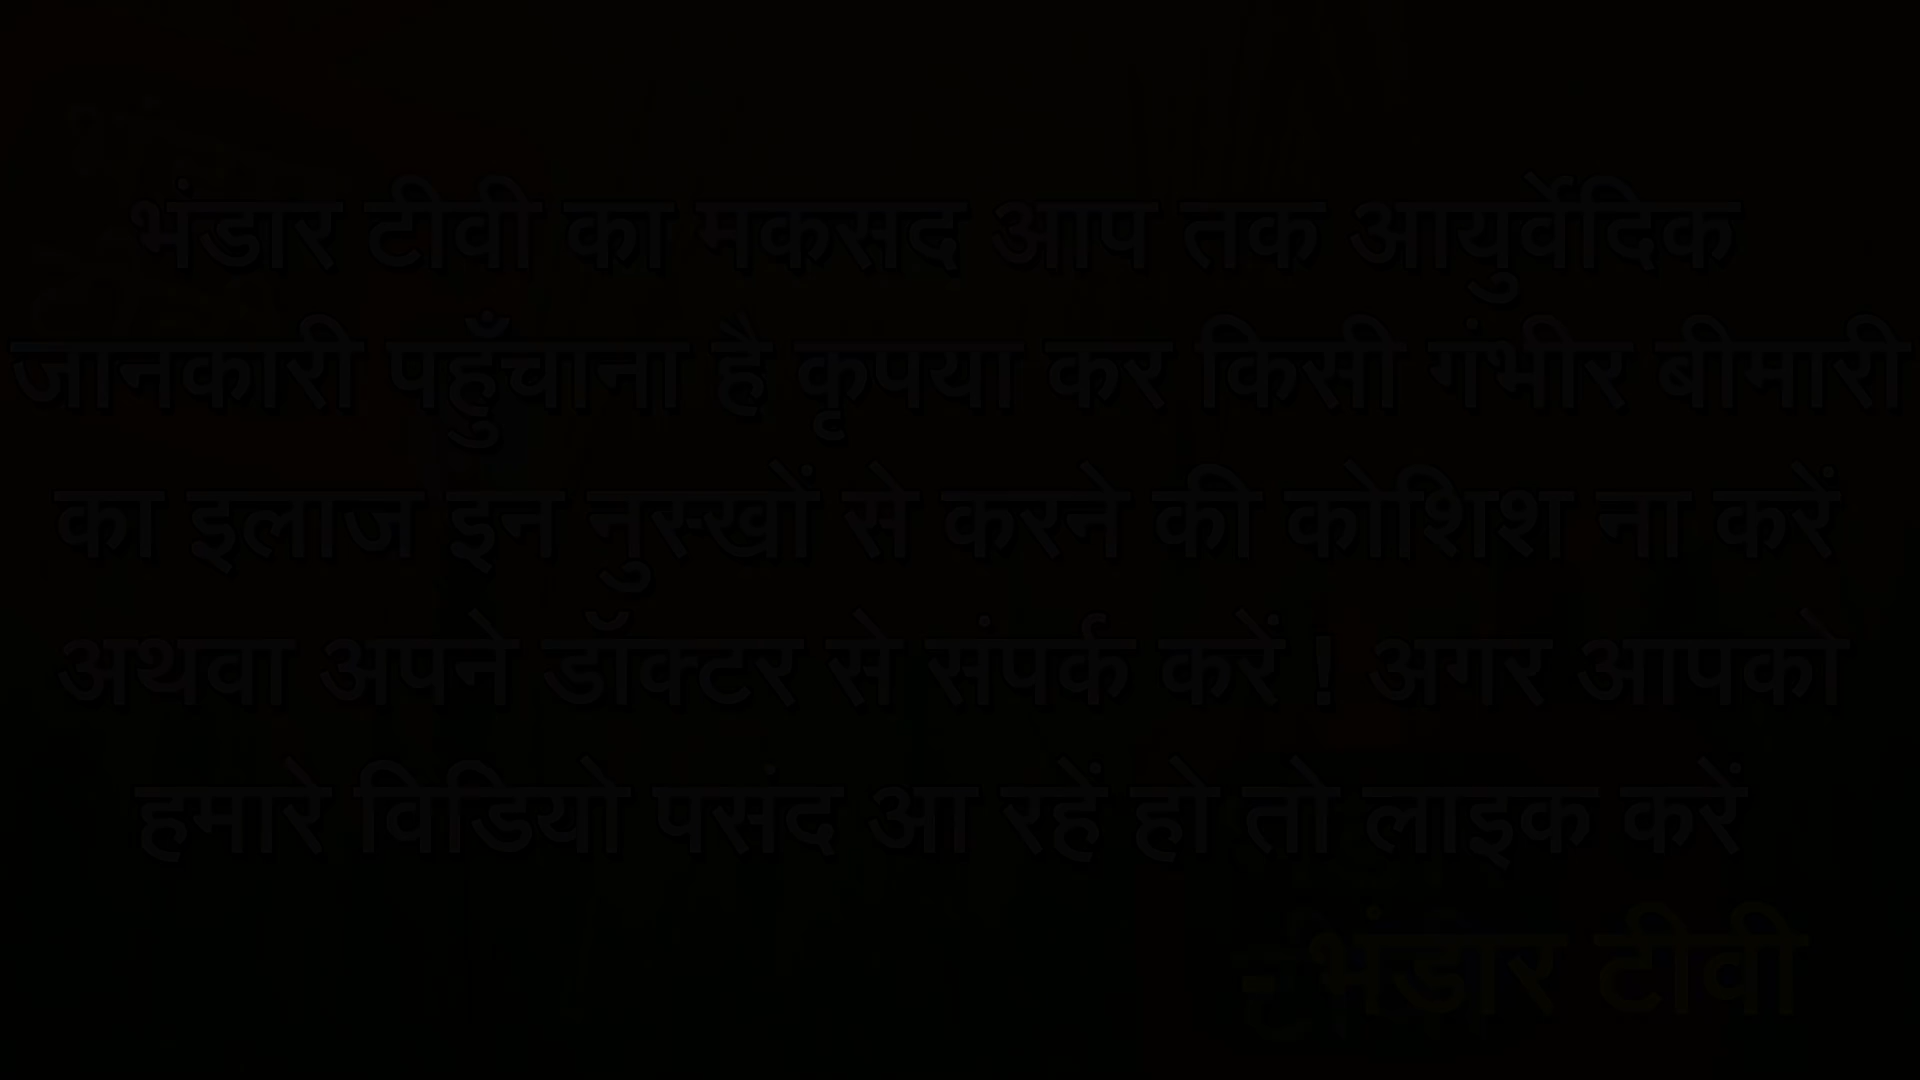 भंडार टीवी का मकसद आप तक आयुर्वेदिक
जानकारी पहुँचाना है कृपया कर किसी गंभीर बीमारी
का इलाज इन नुस्खों से करने की कोशिश ना करें
अथवा अपने डॉक्टर से संपर्क करें ! अगर आपको
हमारे विडियो पसंद आ रहें हो तो लाइक करें
- भंडार टीवी